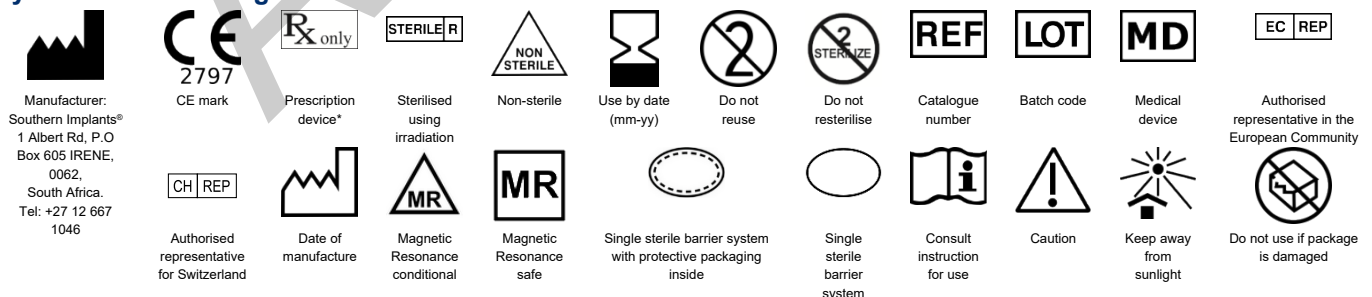 2797
Rx only
STERILE R
NON
STERILE
2
2
STERILIZE
REF
LOT
MD
EC REP
Manufacturer:
Southern Implants®
1 Albert Rd, P.O
Box 605 IRENE,
0062,
South Africa.
Tel: +27 12 667
1046
CE mark
Prescription
device*
Sterilised
using
irradiation
Non-sterile
Use by date
(mm-yy)
Do not
reuse
Do not
resterilise
Catalogue
number
Batch code
Medical
device
Authorised
representative in the
European Community
CH REP
MR
MR
i
Authorised
representative
for Switzerland
Date of
manufacture
Magnetic
Resonance
conditional
Magnetic
Resonance
safe
Single sterile barrier system
with protective packaging
inside
Single
sterile
barrier
system
Consult
instruction
for use
Caution
Keep away
from
sunlight
Do not use if package
is damaged